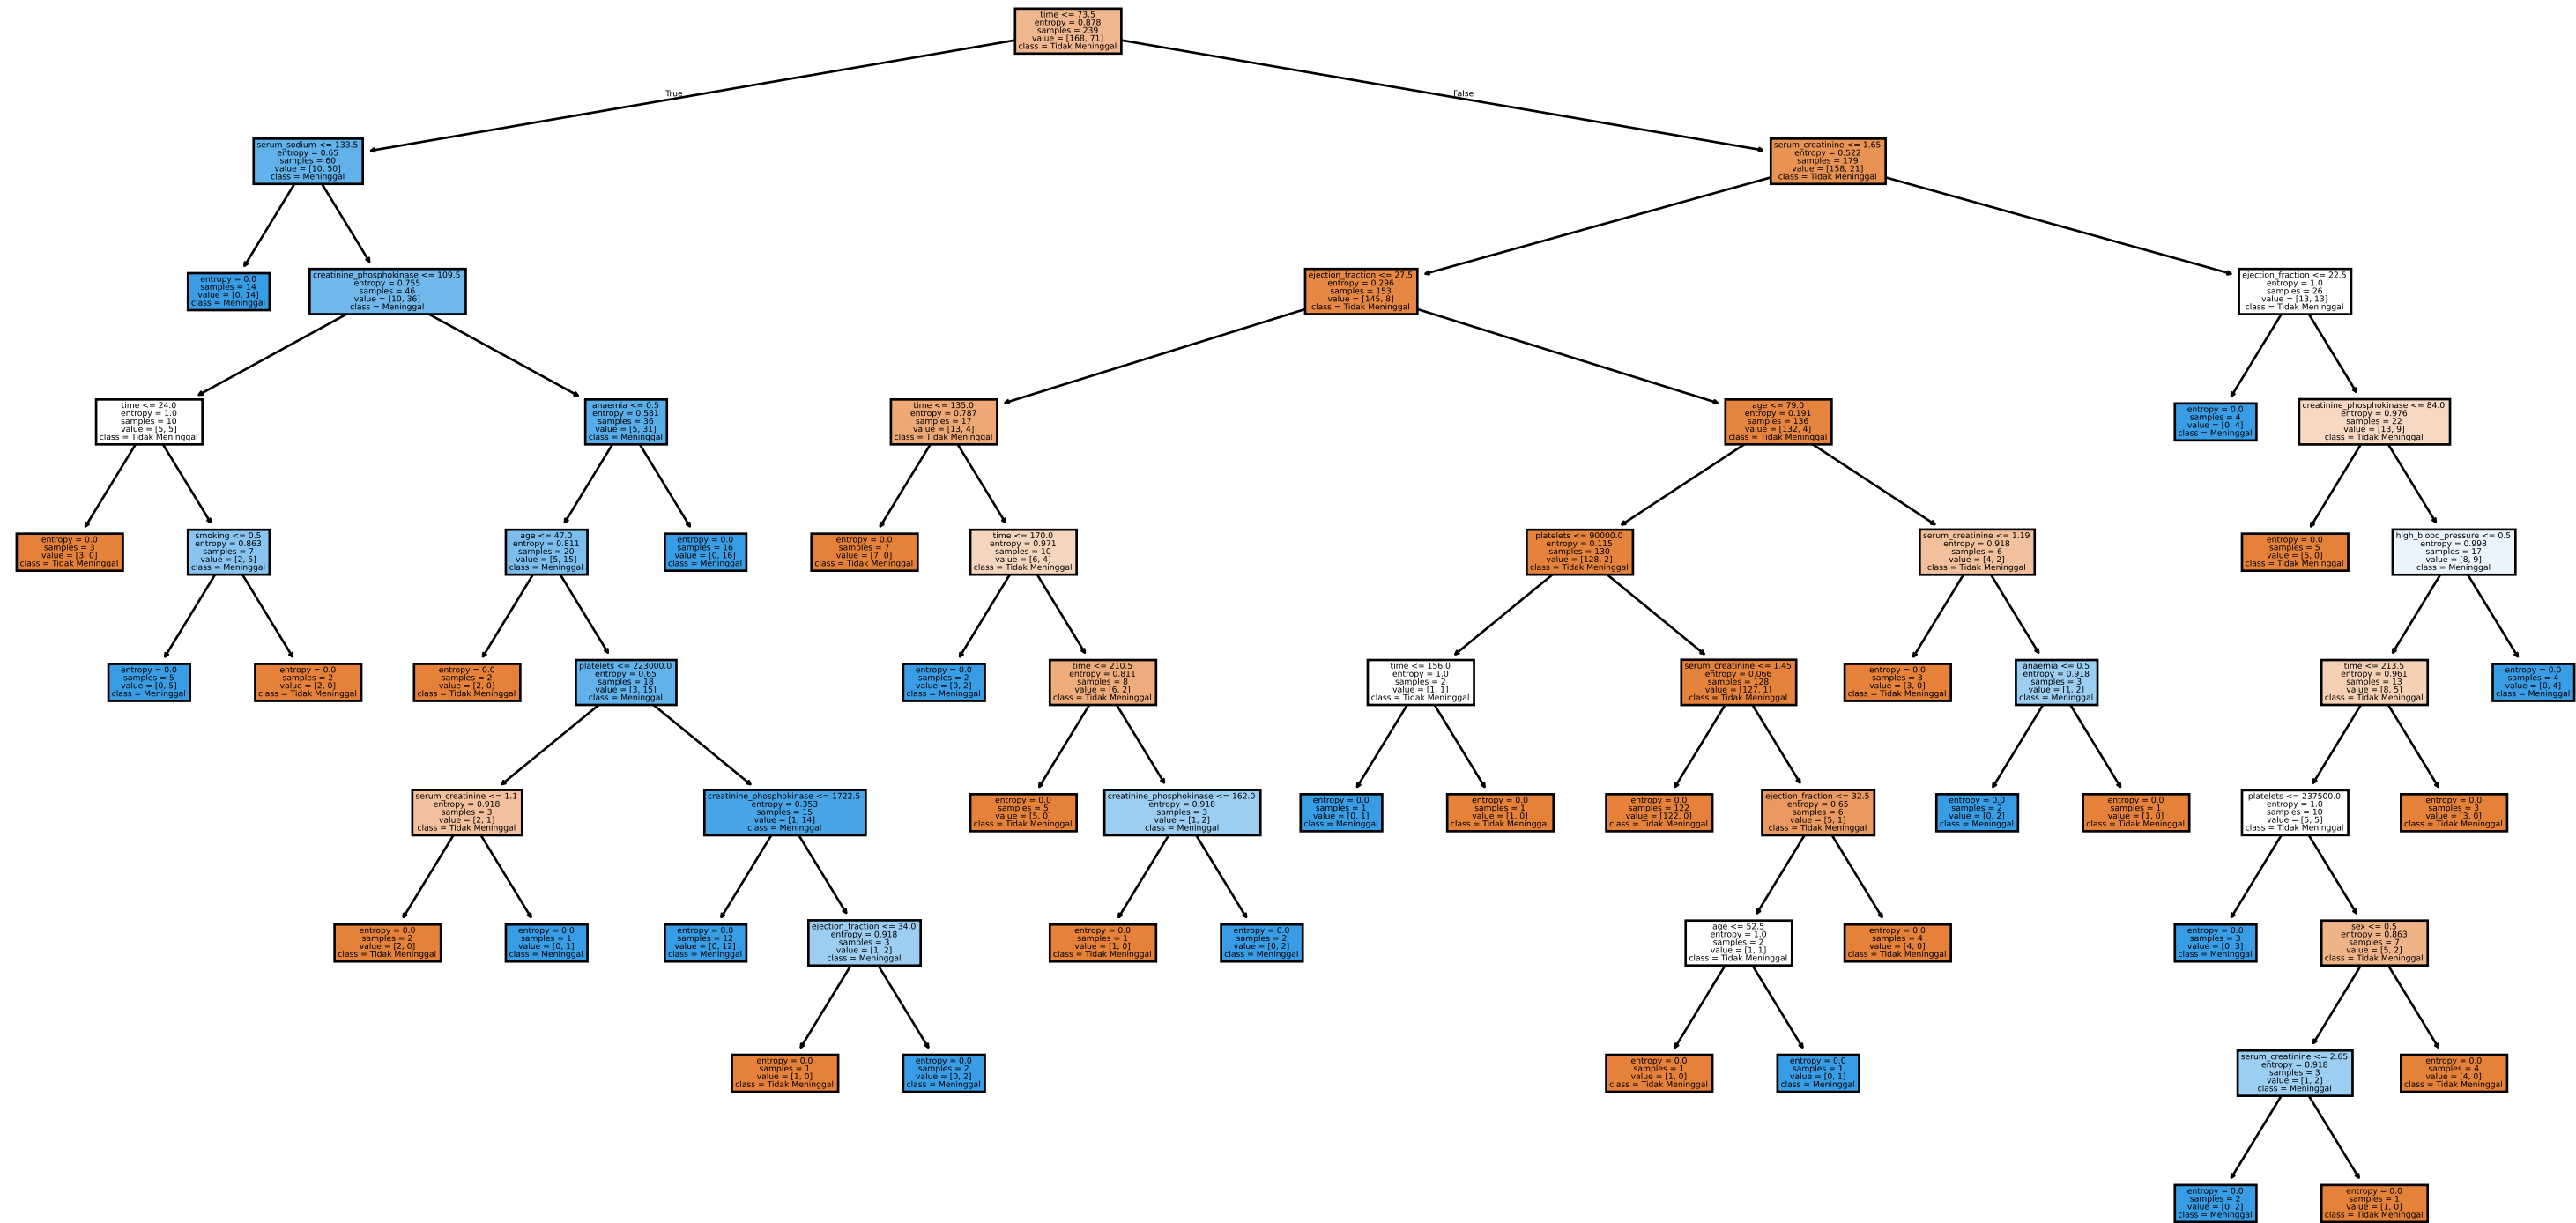 time <= 73.5
entropy = 0.878
samples = 239
value = [168, 71]
class = Tidak Meninggal
True
False
serum_sodium <= 133.5
entropy = 0.65
samples = 60
value = [10, 50]
class = Meninggal
serum_creatinine <= 1.65
entropy = 0.522
samples = 179
value = [158, 21]
class = Tidak Meninggal
entropy = 0.0
samples = 14
value = [0, 14]
class = Meninggal
creatinine_phosphokinase <= 109.5
entropy = 0.755
samples = 46
value = [10, 36]
class = Meninggal
ejection_fraction <= 27.5
entropy = 0.296
samples = 153
value = [145, 8]
class = Tidak Meninggal
ejection_fraction <= 22.5
entropy = 1.0
samples = 26
value = [13, 13]
class = Tidak Meninggal
time <= 24.0
entropy = 1.0
samples = 10
value = [5, 5]
class = Tidak Meninggal
anaemia <= 0.5
entropy = 0.581
samples = 36
value = [5, 31]
class = Meninggal
time <= 135.0
entropy = 0.787
samples = 17
value = [13, 4]
class = Tidak Meninggal
age <= 79.0
entropy = 0.191
samples = 136
value = [132, 4]
class = Tidak Meninggal
entropy = 0.0
samples = 4
value = [0, 4]
class = Meninggal
creatinine_phosphokinase <= 84.0
entropy = 0.976
samples = 22
value = [13, 9]
class = Tidak Meninggal
entropy = 0.0
samples = 3
value = [3, 0]
class = Tidak Meninggal
smoking <= 0.5
entropy = 0.863
samples = 7
value = [2, 5]
class = Meninggal
age <= 47.0
entropy = 0.811
samples = 20
value = [5, 15]
class = Meninggal
entropy = 0.0
samples = 16
value = [0, 16]
class = Meninggal
entropy = 0.0
samples = 7
value = [7, 0]
class = Tidak Meninggal
time <= 170.0
entropy = 0.971
samples = 10
value = [6, 4]
class = Tidak Meninggal
platelets <= 90000.0
entropy = 0.115
samples = 130
value = [128, 2]
class = Tidak Meninggal
serum_creatinine <= 1.19
entropy = 0.918
samples = 6
value = [4, 2]
class = Tidak Meninggal
entropy = 0.0
samples = 5
value = [5, 0]
class = Tidak Meninggal
high_blood_pressure <= 0.5
entropy = 0.998
samples = 17
value = [8, 9]
class = Meninggal
entropy = 0.0
samples = 5
value = [0, 5]
class = Meninggal
entropy = 0.0
samples = 2
value = [2, 0]
class = Tidak Meninggal
entropy = 0.0
samples = 2
value = [2, 0]
class = Tidak Meninggal
platelets <= 223000.0
entropy = 0.65
samples = 18
value = [3, 15]
class = Meninggal
entropy = 0.0
samples = 2
value = [0, 2]
class = Meninggal
time <= 210.5
entropy = 0.811
samples = 8
value = [6, 2]
class = Tidak Meninggal
time <= 156.0
entropy = 1.0
samples = 2
value = [1, 1]
class = Tidak Meninggal
serum_creatinine <= 1.45
entropy = 0.066
samples = 128
value = [127, 1]
class = Tidak Meninggal
entropy = 0.0
samples = 3
value = [3, 0]
class = Tidak Meninggal
anaemia <= 0.5
entropy = 0.918
samples = 3
value = [1, 2]
class = Meninggal
time <= 213.5
entropy = 0.961
samples = 13
value = [8, 5]
class = Tidak Meninggal
entropy = 0.0
samples = 4
value = [0, 4]
class = Meninggal
serum_creatinine <= 1.1
entropy = 0.918
samples = 3
value = [2, 1]
class = Tidak Meninggal
creatinine_phosphokinase <= 1722.5
entropy = 0.353
samples = 15
value = [1, 14]
class = Meninggal
entropy = 0.0
samples = 5
value = [5, 0]
class = Tidak Meninggal
creatinine_phosphokinase <= 162.0
entropy = 0.918
samples = 3
value = [1, 2]
class = Meninggal
entropy = 0.0
samples = 1
value = [0, 1]
class = Meninggal
entropy = 0.0
samples = 1
value = [1, 0]
class = Tidak Meninggal
entropy = 0.0
samples = 122
value = [122, 0]
class = Tidak Meninggal
ejection_fraction <= 32.5
entropy = 0.65
samples = 6
value = [5, 1]
class = Tidak Meninggal
entropy = 0.0
samples = 2
value = [0, 2]
class = Meninggal
entropy = 0.0
samples = 1
value = [1, 0]
class = Tidak Meninggal
platelets <= 237500.0
entropy = 1.0
samples = 10
value = [5, 5]
class = Tidak Meninggal
entropy = 0.0
samples = 3
value = [3, 0]
class = Tidak Meninggal
entropy = 0.0
samples = 2
value = [2, 0]
class = Tidak Meninggal
entropy = 0.0
samples = 1
value = [0, 1]
class = Meninggal
entropy = 0.0
samples = 12
value = [0, 12]
class = Meninggal
ejection_fraction <= 34.0
entropy = 0.918
samples = 3
value = [1, 2]
class = Meninggal
entropy = 0.0
samples = 1
value = [1, 0]
class = Tidak Meninggal
entropy = 0.0
samples = 2
value = [0, 2]
class = Meninggal
age <= 52.5
entropy = 1.0
samples = 2
value = [1, 1]
class = Tidak Meninggal
entropy = 0.0
samples = 4
value = [4, 0]
class = Tidak Meninggal
entropy = 0.0
samples = 3
value = [0, 3]
class = Meninggal
sex <= 0.5
entropy = 0.863
samples = 7
value = [5, 2]
class = Tidak Meninggal
entropy = 0.0
samples = 1
value = [1, 0]
class = Tidak Meninggal
entropy = 0.0
samples = 2
value = [0, 2]
class = Meninggal
entropy = 0.0
samples = 1
value = [1, 0]
class = Tidak Meninggal
entropy = 0.0
samples = 1
value = [0, 1]
class = Meninggal
serum_creatinine <= 2.65
entropy = 0.918
samples = 3
value = [1, 2]
class = Meninggal
entropy = 0.0
samples = 4
value = [4, 0]
class = Tidak Meninggal
entropy = 0.0
samples = 2
value = [0, 2]
class = Meninggal
entropy = 0.0
samples = 1
value = [1, 0]
class = Tidak Meninggal